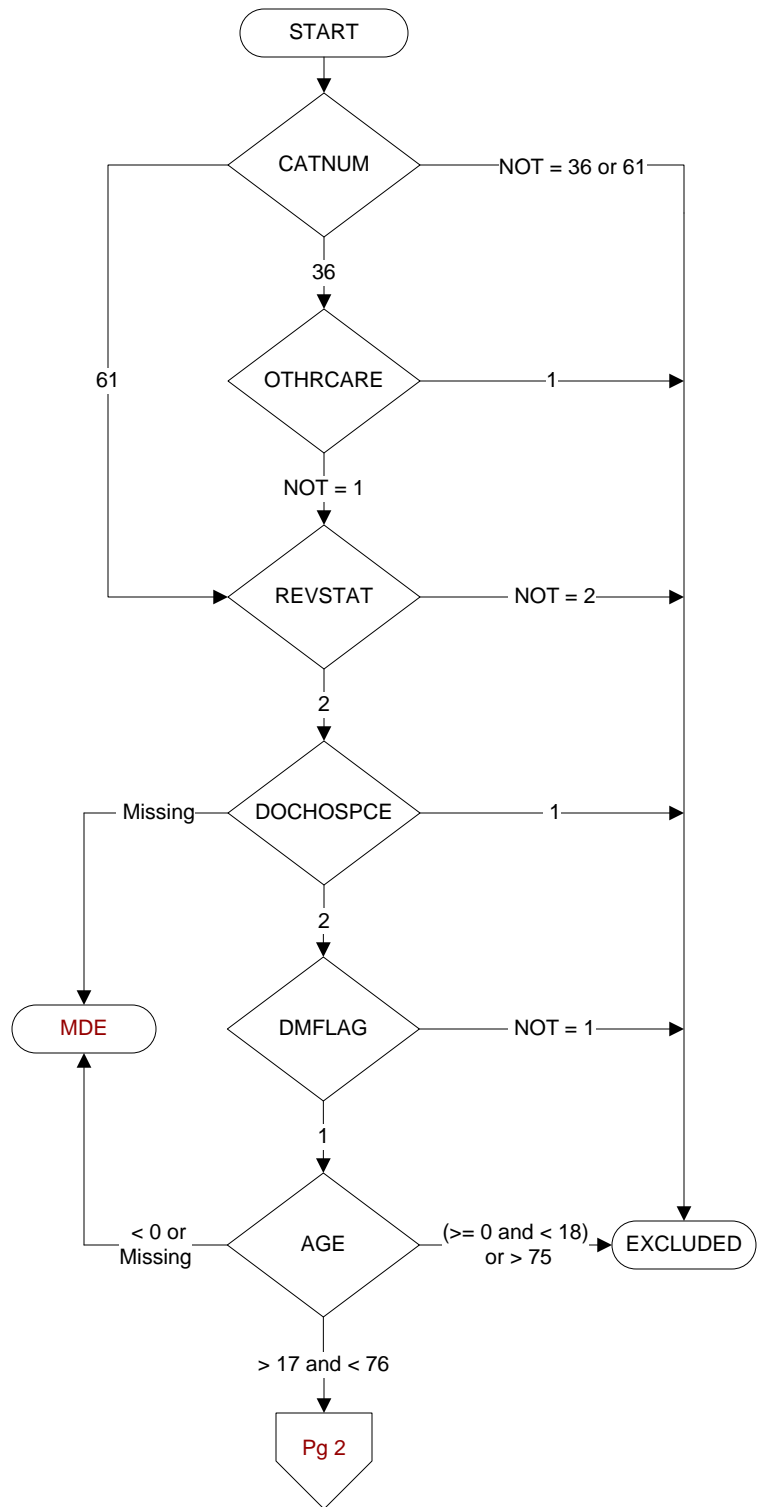 START
CATNUM
NOT = 36 or 61
36
61
OTHRCARE
1
NOT = 1
REVSTAT
NOT = 2
2
Missing
DOCHOSPCE
1
2
MDE
DMFLAG
NOT = 1
1
< 0 or
Missing
AGE
(>= 0 and < 18)
or > 75
EXCLUDED
> 17 and < 76
Pg 2